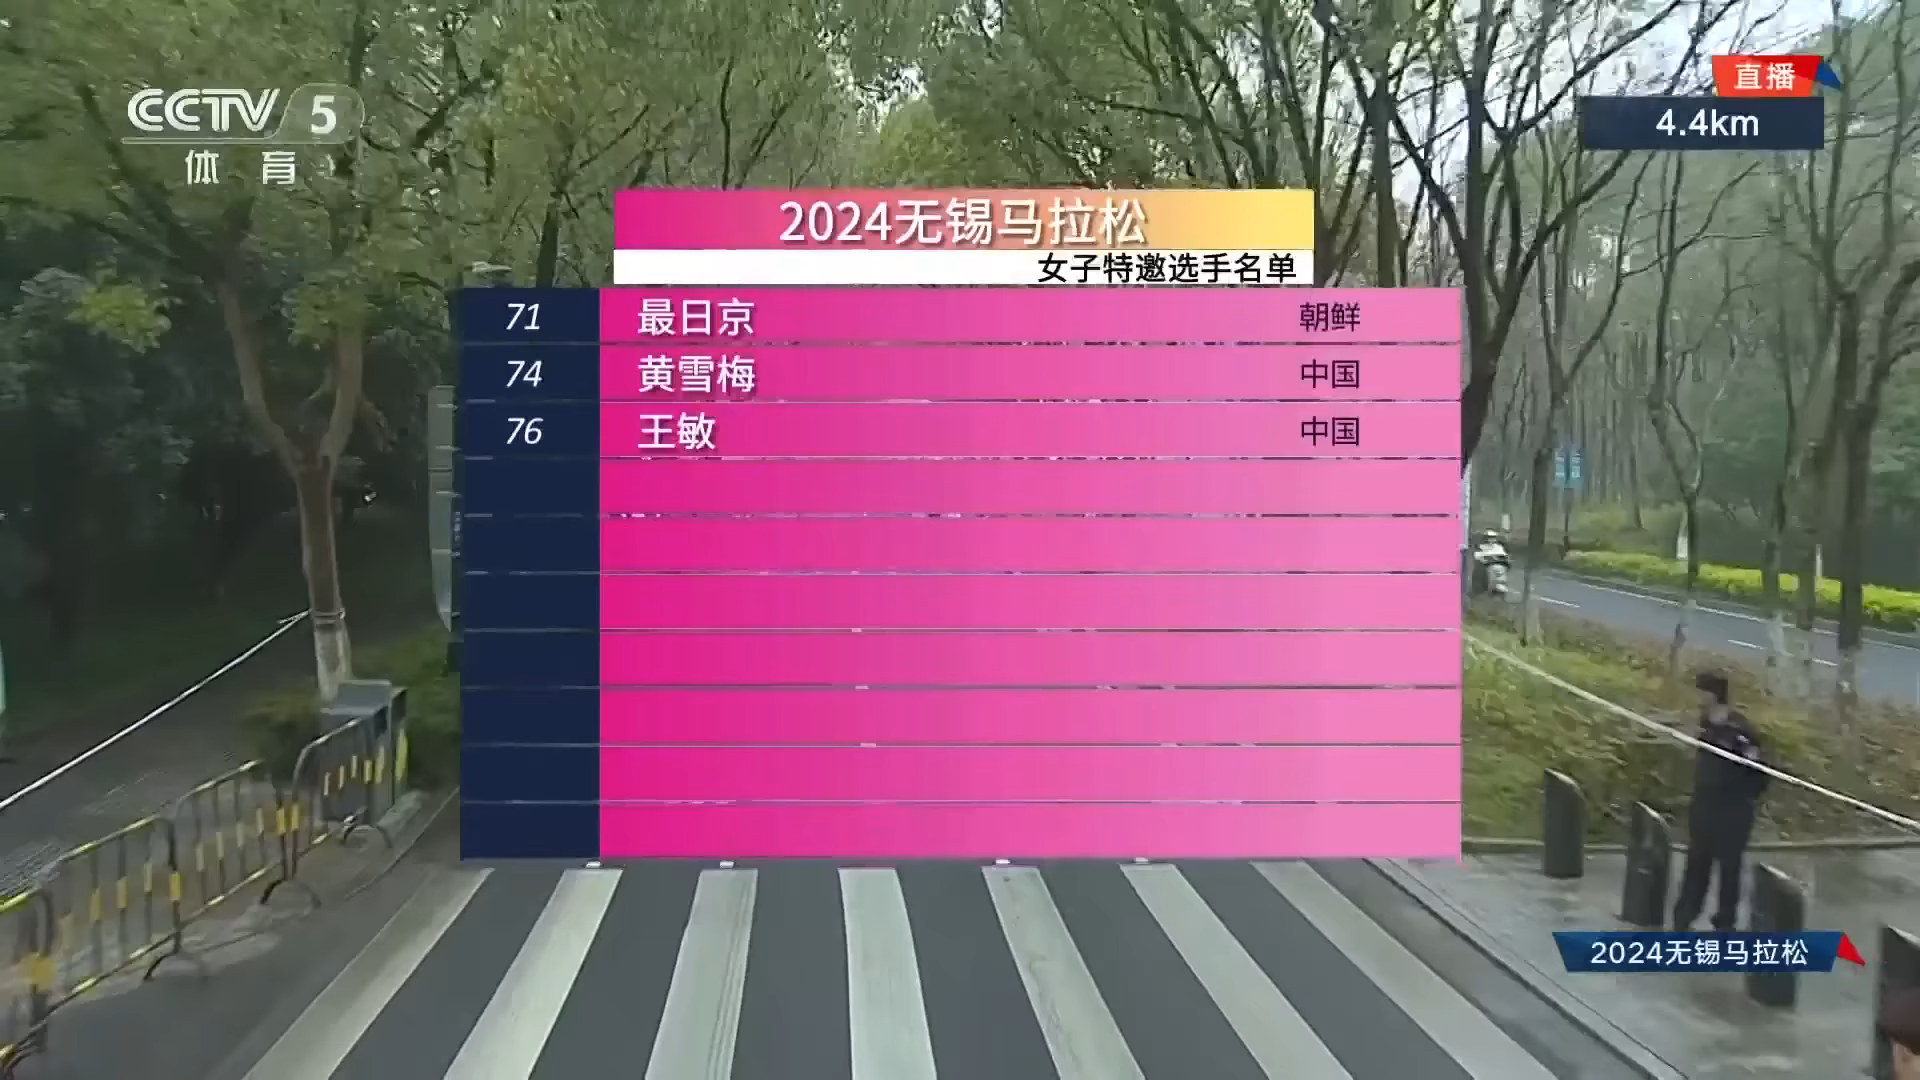 CCTV 5
体育
直播
4.4km
2024无锡马拉松
女子特邀选手名单
71 最日京 朝鲜
74 黄雪梅 中国
76 王敏 中国
2024无锡马拉松